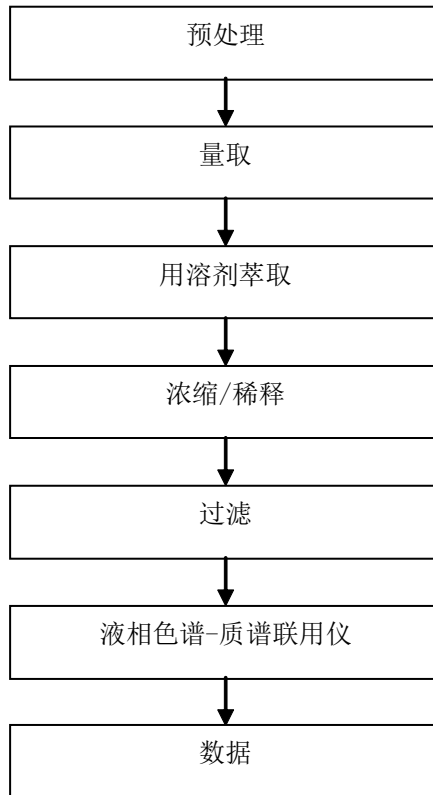 预处理
量取
用溶剂萃取
浓缩/稀释
过滤
液相色谱-质谱联用仪
数据